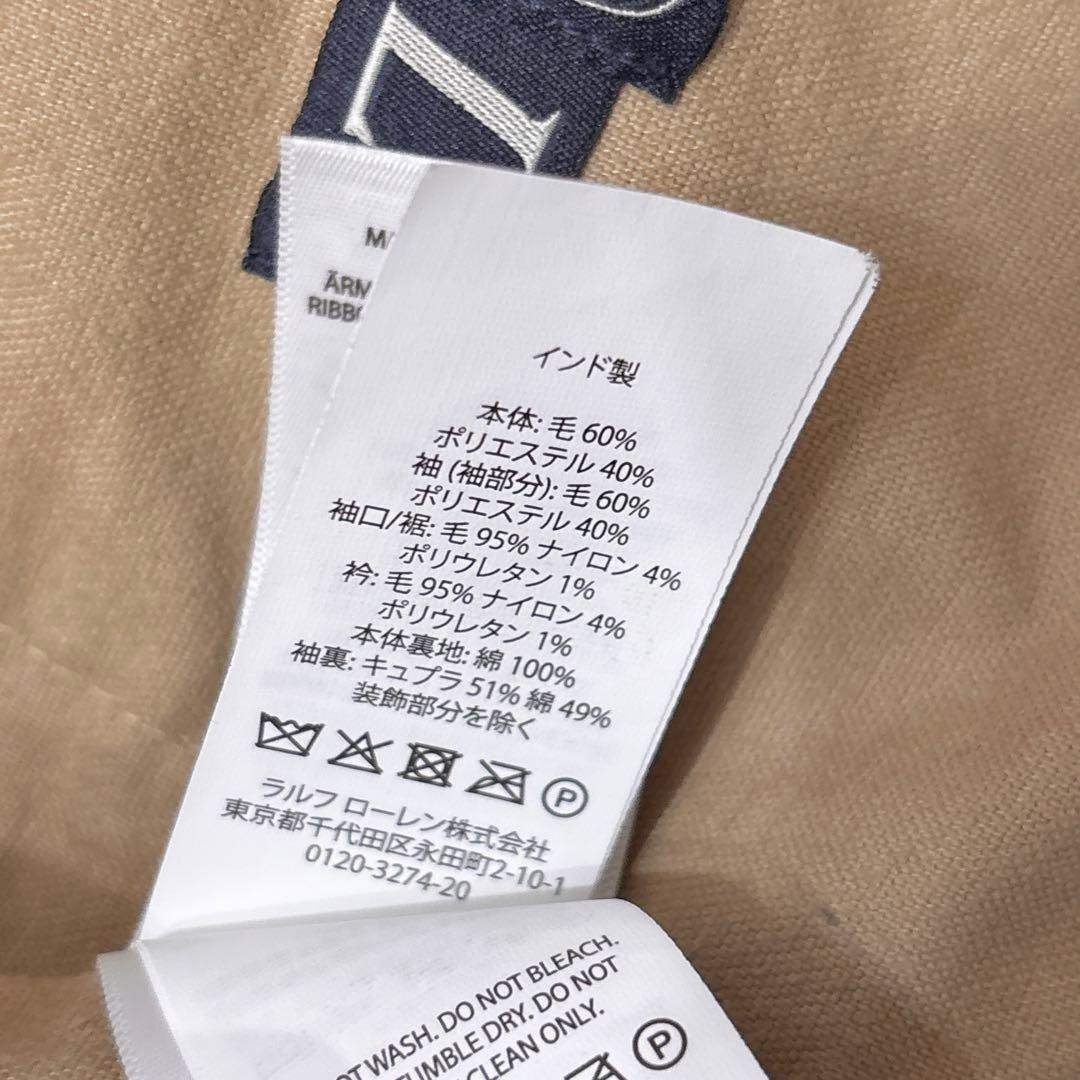 ÄRM
RIBB
インド製
本体: 毛 60%
ポリエステル 40%
袖 (袖部分): 毛 60%
ポリエステル 40%
袖口/裾: 毛 95% ナイロン 4%
ポリウレタン 1%
衿: 毛 95% ナイロン 4%
ポリウレタン 1%
本体裏地: 綿 100%
袖裏: キュプラ 51% 綿 49%
装飾部分を除く
P
ラルフ ローレン株式会社
東京都千代田区永田町2-10-1
0120-3274-20
OT WASH. DO NOT BLEACH.
UMBLE DRY. DO NOT
CLEAN ONLY.
P